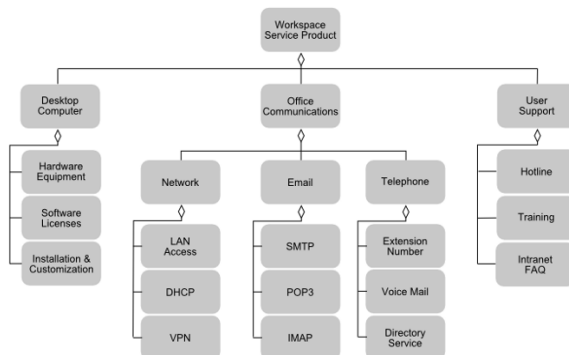 Workspace
Service Product
Desktop
Computer
Office
Communications
User
Support
Hardware
Equipment
Software
Licenses
Installation &
Customization
Network
Email
Telephone
LAN
Access
DHCP
VPN
SMTP
POP3
IMAP
Extension
Number
Voice Mail
Directory
Service
Hotline
Training
Intranet
FAQ